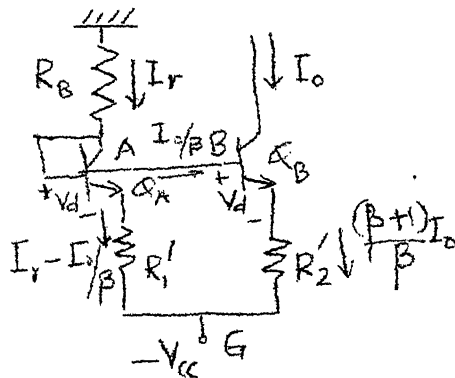 R_B I_r I_o
A I_o/β B
+ V_d - Q_A + V_d - Q_B
I_r - I_o/β R_1' R_2' (β+1)/β I_o
-V_cc G